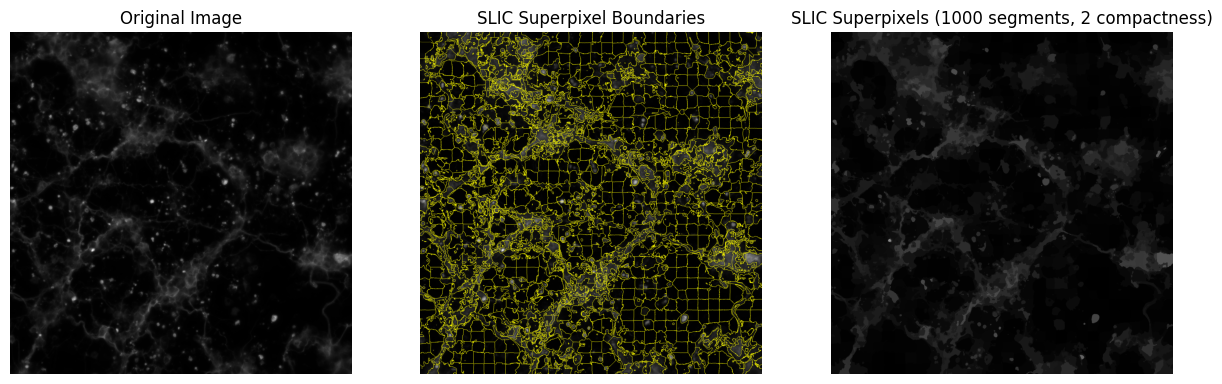 Original Image
SLIC Superpixel Boundaries
SLIC Superpixels (1000 segments, 2 compactness)